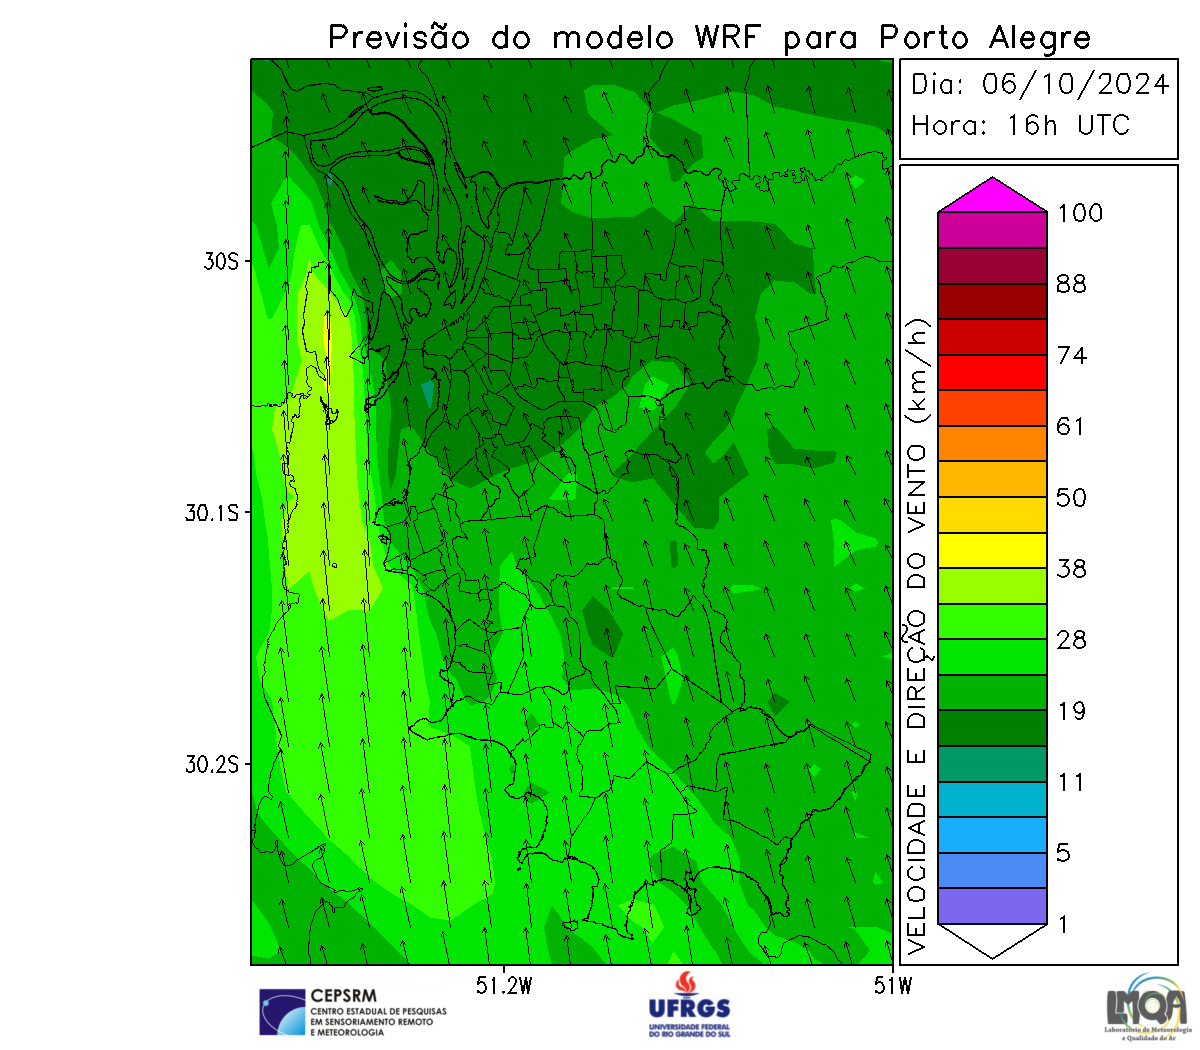 Previsão do modelo WRF para Porto Alegre
Dia: 06/10/2024
Hora: 16h UTC
30S
30.1S
30.2S
51.2W
51W
VELOCIDADE E DIREÇÃO DO VENTO (km/h)
100
88
74
61
50
38
28
19
11
5
1
CEPSRM
CENTRO ESTADUAL DE PESQUISAS
EM SENSORIAMENTO REMOTO
E METEOROLOGIA
UFRGS
UNIVERSIDADE FEDERAL
DO RIO GRANDE DO SUL
LMQA
Laboratório de Meteorologia
e Qualidade do Ar